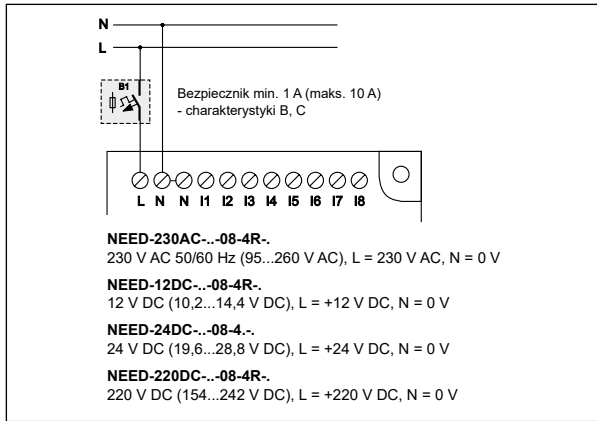 N
L
B1
Bezpiecznik min. 1 A (maks. 10 A)
- charakterystyki B, C
L N N I1 I2 I3 I4 I5 I6 I7 I8
NEED-230AC-..-08-4R-.
230 V AC 50/60 Hz (95...260 V AC), L = 230 V AC, N = 0 V
NEED-12DC-..-08-4R-.
12 V DC (10,2...14,4 V DC), L = +12 V DC, N = 0 V
NEED-24DC-..-08-4.-.
24 V DC (19,6...28,8 V DC), L = +24 V DC, N = 0 V
NEED-220DC-..-08-4R-.
220 V DC (154...242 V DC), L = +220 V DC, N = 0 V